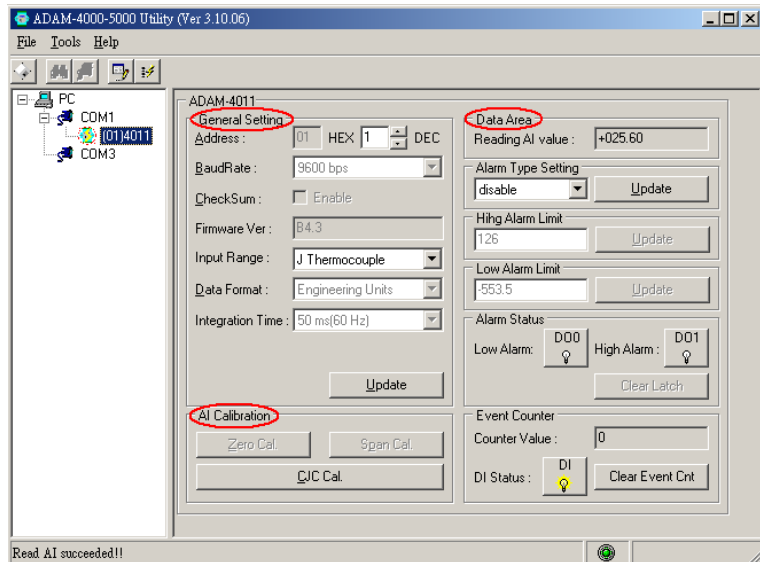 ADAM-4000-5000 Utility (Ver 3.10.06)
File Tools Help
PC
COM1
(01)4011
COM3
ADAM-4011
General Setting
Address : 01 HEX 1 DEC
BaudRate : 9600 bps
CheckSum : Enable
Firmware Ver : B4.3
Input Range : J Thermocouple
Data Format : Engineering Units
Integration Time : 50 ms(60 Hz)
Update
AI Calibration
Zero Cal. Span Cal.
CJC Cal.
Data Area
Reading AI value : +025.60
Alarm Type Setting
disable Update
Hihg Alarm Limit
126 Update
Low Alarm Limit
-553.5 Update
Alarm Status
Low Alarm: DO0 High Alarm : DO1
Clear Latch
Event Counter
Counter Value : 0
DI Status : DI Clear Event Cnt
Read AI succeeded!!